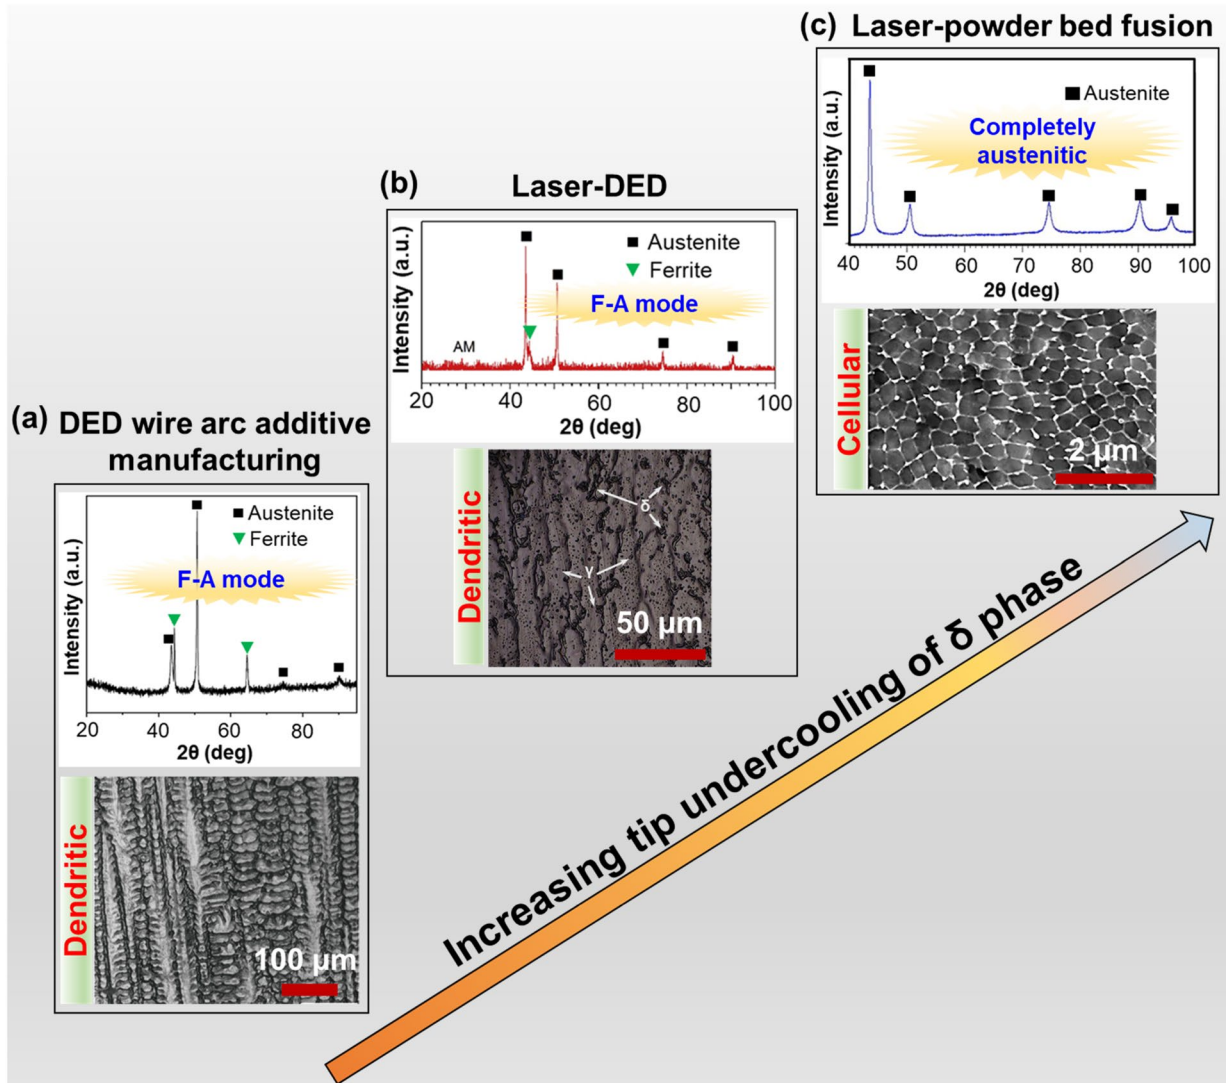 (a) DED wire arc additive
manufacturing
Intensity (a.u.)
■ Austenite
▼ Ferrite
F-A mode
20 40 60 80
2θ (deg)
Dendritic
100 μm
(b) Laser-DED
Intensity (a.u.)
■ Austenite
▼ Ferrite
F-A mode
AM
20 40 60 80 100
2θ (deg)
Dendritic
δ
γ
50 μm
(c) Laser-powder bed fusion
Intensity (a.u.)
■ Austenite
Completely
austenitic
40 50 60 70 80 90 100
2θ (deg)
Cellular
2 μm
Increasing tip undercooling of δ phase